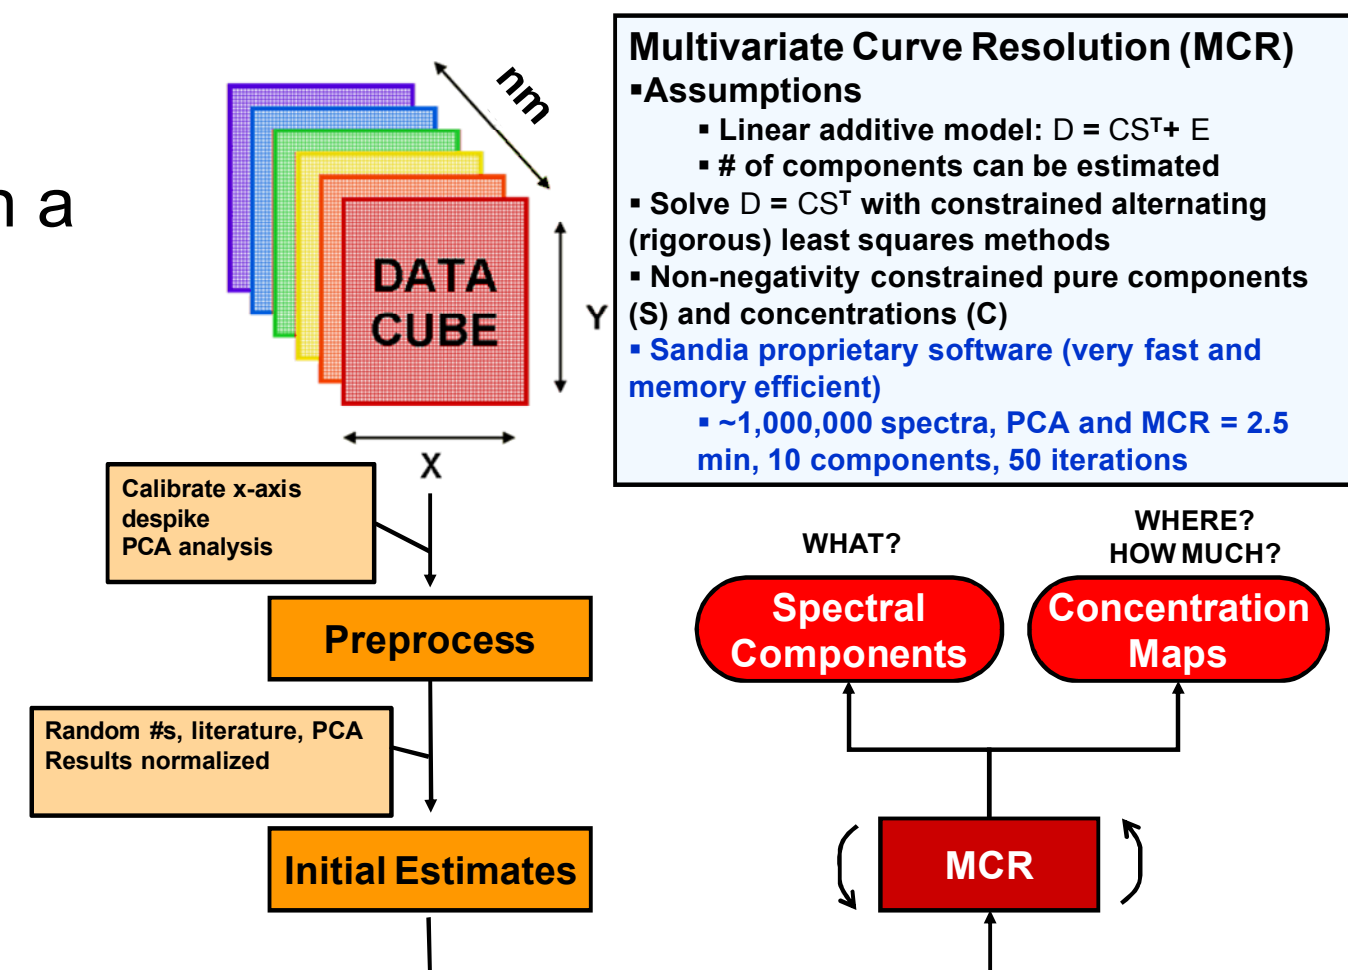 n a
nm
DATA
CUBE
Y
X
Multivariate Curve Resolution (MCR)
▪Assumptions
▪ Linear additive model: D = CSᵀ+ E
▪ # of components can be estimated
▪ Solve D = CSᵀ with constrained alternating
(rigorous) least squares methods
▪ Non-negativity constrained pure components
(S) and concentrations (C)
▪ Sandia proprietary software (very fast and
memory efficient)
▪ ~1,000,000 spectra, PCA and MCR = 2.5
min, 10 components, 50 iterations
Calibrate x-axis
despike
PCA analysis
Preprocess
Random #s, literature, PCA
Results normalized
Initial Estimates
WHAT?
Spectral
Components
WHERE?
HOW MUCH?
Concentration
Maps
MCR